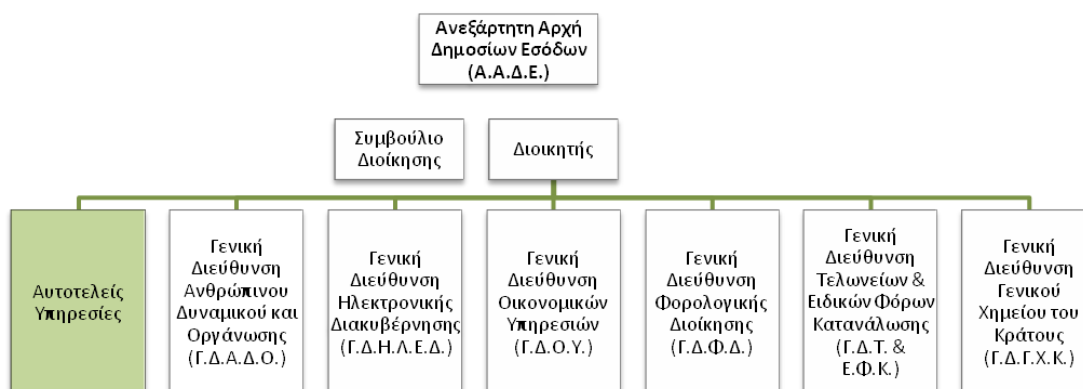 Ανεξάρτητη Αρχή
Δημοσίων Εσόδων
(Α.Α.Δ.Ε.)
Συμβούλιο
Διοίκησης
Διοικητής
Αυτοτελείς
Υπηρεσίες
Γενική
Διεύθυνση
Ανθρώπινου
Δυναμικού και
Οργάνωσης
(Γ.Δ.Α.Δ.Ο.)
Γενική
Διεύθυνση
Ηλεκτρονικής
Διακυβέρνησης
(Γ.Δ.Η.Λ.Ε.Δ.)
Γενική
Διεύθυνση
Οικονομικών
Υπηρεσιών
(Γ.Δ.Ο.Υ.)
Γενική
Διεύθυνση
Φορολογικής
Διοίκησης
(Γ.Δ.Φ.Δ.)
Γενική
Διεύθυνση
Τελωνείων &
Ειδικών Φόρων
Κατανάλωσης
(Γ.Δ.Τ. &
Ε.Φ.Κ.)
Γενική
Διεύθυνση
Γενικού
Χημείου του
Κράτους
(Γ.Δ.Γ.Χ.Κ.)